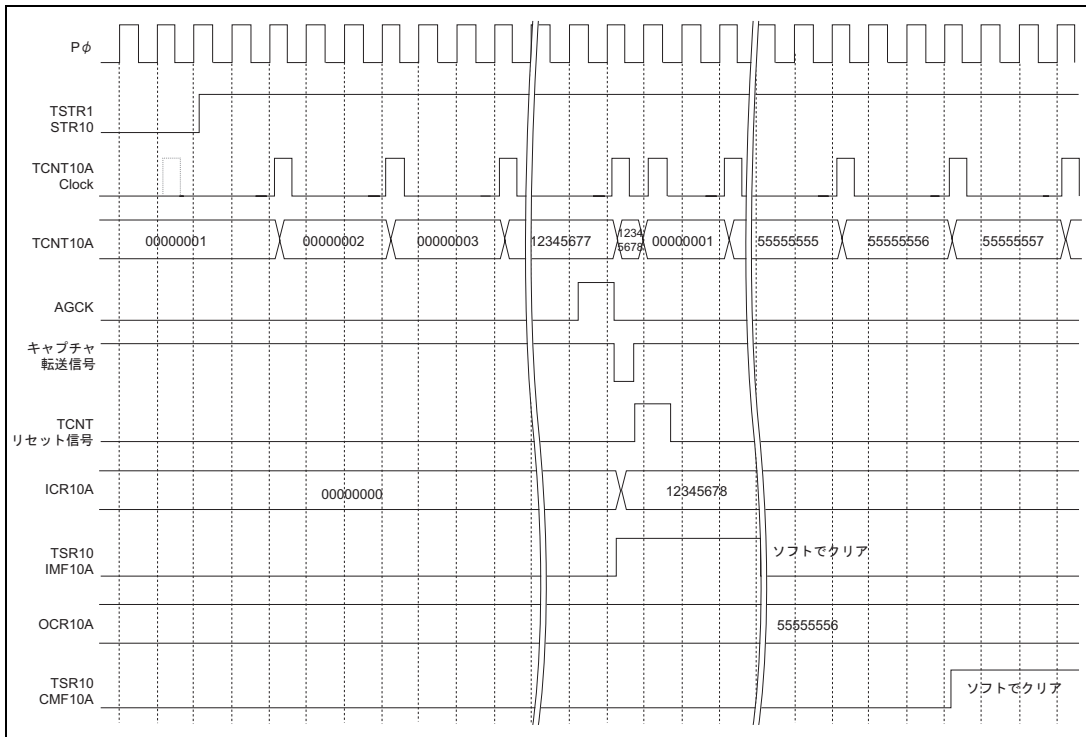 Pφ
TSTR1
STR10
TCNT10A
Clock
TCNT10A
00000001
00000002
00000003
12345677
1234
5678
00000001
55555555
55555556
55555557
AGCK
キャプチャ
転送信号
TCNT
リセット信号
ICR10A
00000000
12345678
TSR10
IMF10A
ソフトでクリア
OCR10A
55555556
TSR10
CMF10A
ソフトでクリア